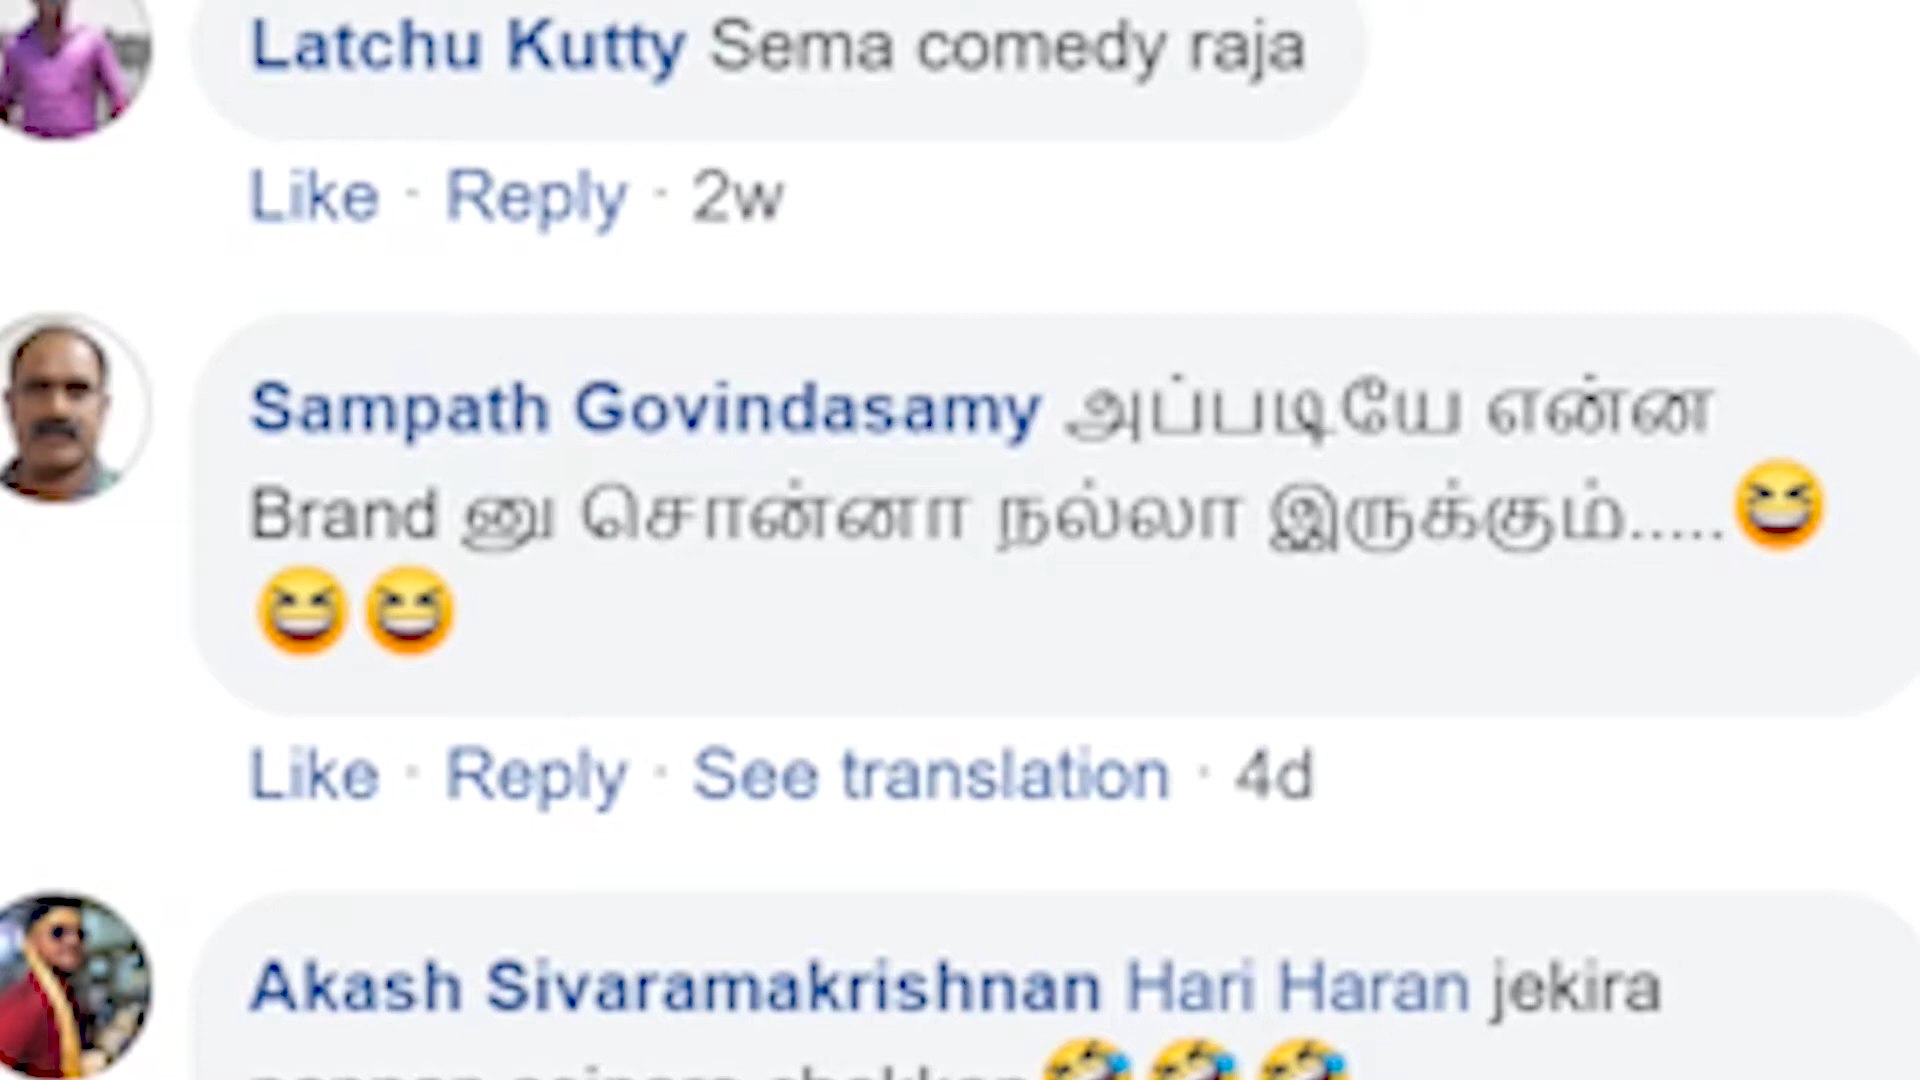 Latchu Kutty Sema comedy raja
Like · Reply · 2w
Sampath Govindasamy அப்படியே என்ன
Brand னு சொன்னா நல்லா இருக்கும்.....😆
😆😆
Like · Reply · See translation · 4d
Akash Sivaramakrishnan Hari Haran jekira
🤣🤣🤣